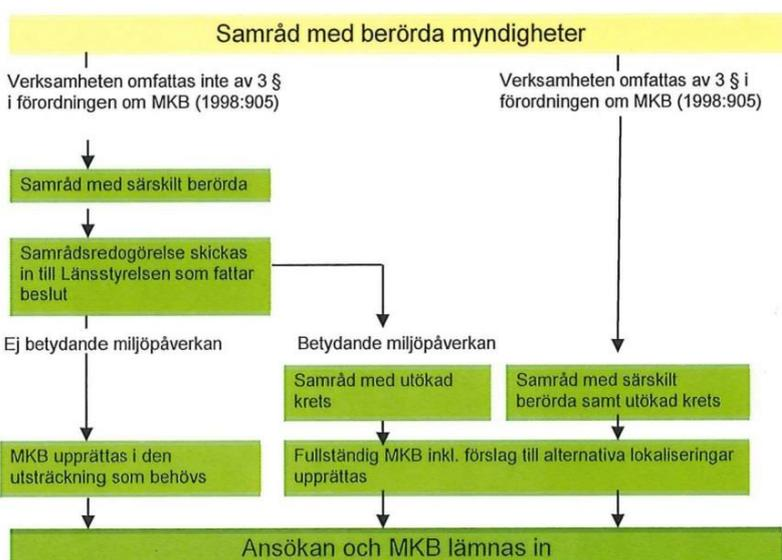 Samråd med berörda myndigheter
Verksamheten omfattas inte av 3 §
i förordningen om MKB (1998:905)
Verksamheten omfattas av 3 § i
förordningen om MKB (1998:905)
Samråd med särskilt berörda
Samrådsredogörelse skickas
in till Länsstyrelsen som fattar
beslut
Ej betydande miljöpåverkan
Betydande miljöpåverkan
Samråd med utökad
krets
Samråd med särskilt
berörda samt utökad krets
MKB upprättas i den
utsträckning som behövs
Fullständig MKB inkl. förslag till alternativa lokaliseringar
upprättas
Ansökan och MKB lämnas in